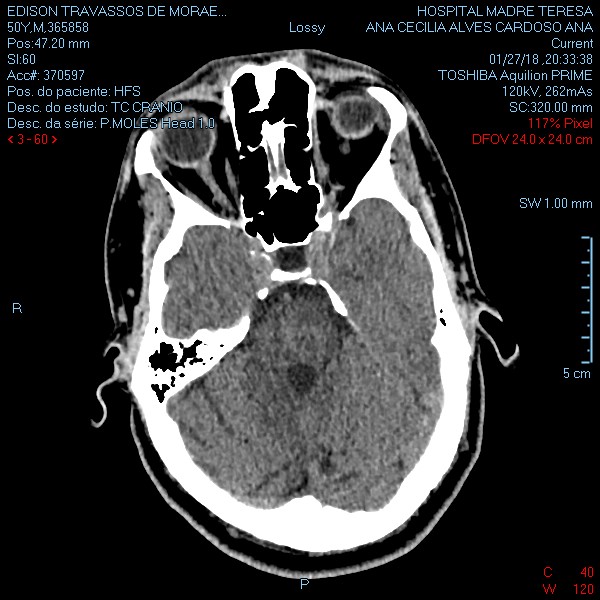 EDISON TRAVASSOS DE MORAE...
50Y,M,365858
Pos:47.20 mm
SI:60
Acc#: 370597
Pos. do paciente: HFS
Desc. do estudo: TC CRANIO
Desc. da série: P.MOLES Head 1.0
< 3 - 60 >
Lossy
HOSPITAL MADRE TERESA
ANA CECILIA ALVES CARDOSO ANA
Current
01/27/18 ,20:33:38
TOSHIBA Aquilion PRIME
120kV, 262mAs
SC:320.00 mm
117% Pixel
DFOV 24.0 x 24.0 cm
SW 1.00 mm
R
5 cm
P
C 40
W 120